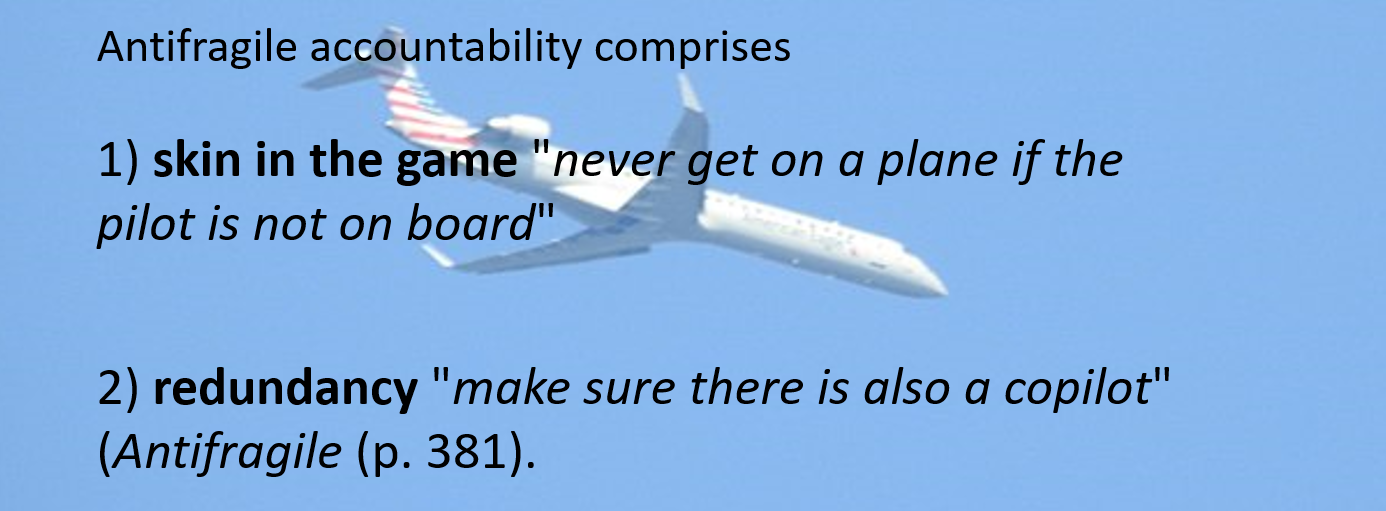 Antifragile accountability comprises
1) skin in the game "never get on a plane if the
pilot is not on board"
2) redundancy "make sure there is also a copilot"
(Antifragile (p. 381).